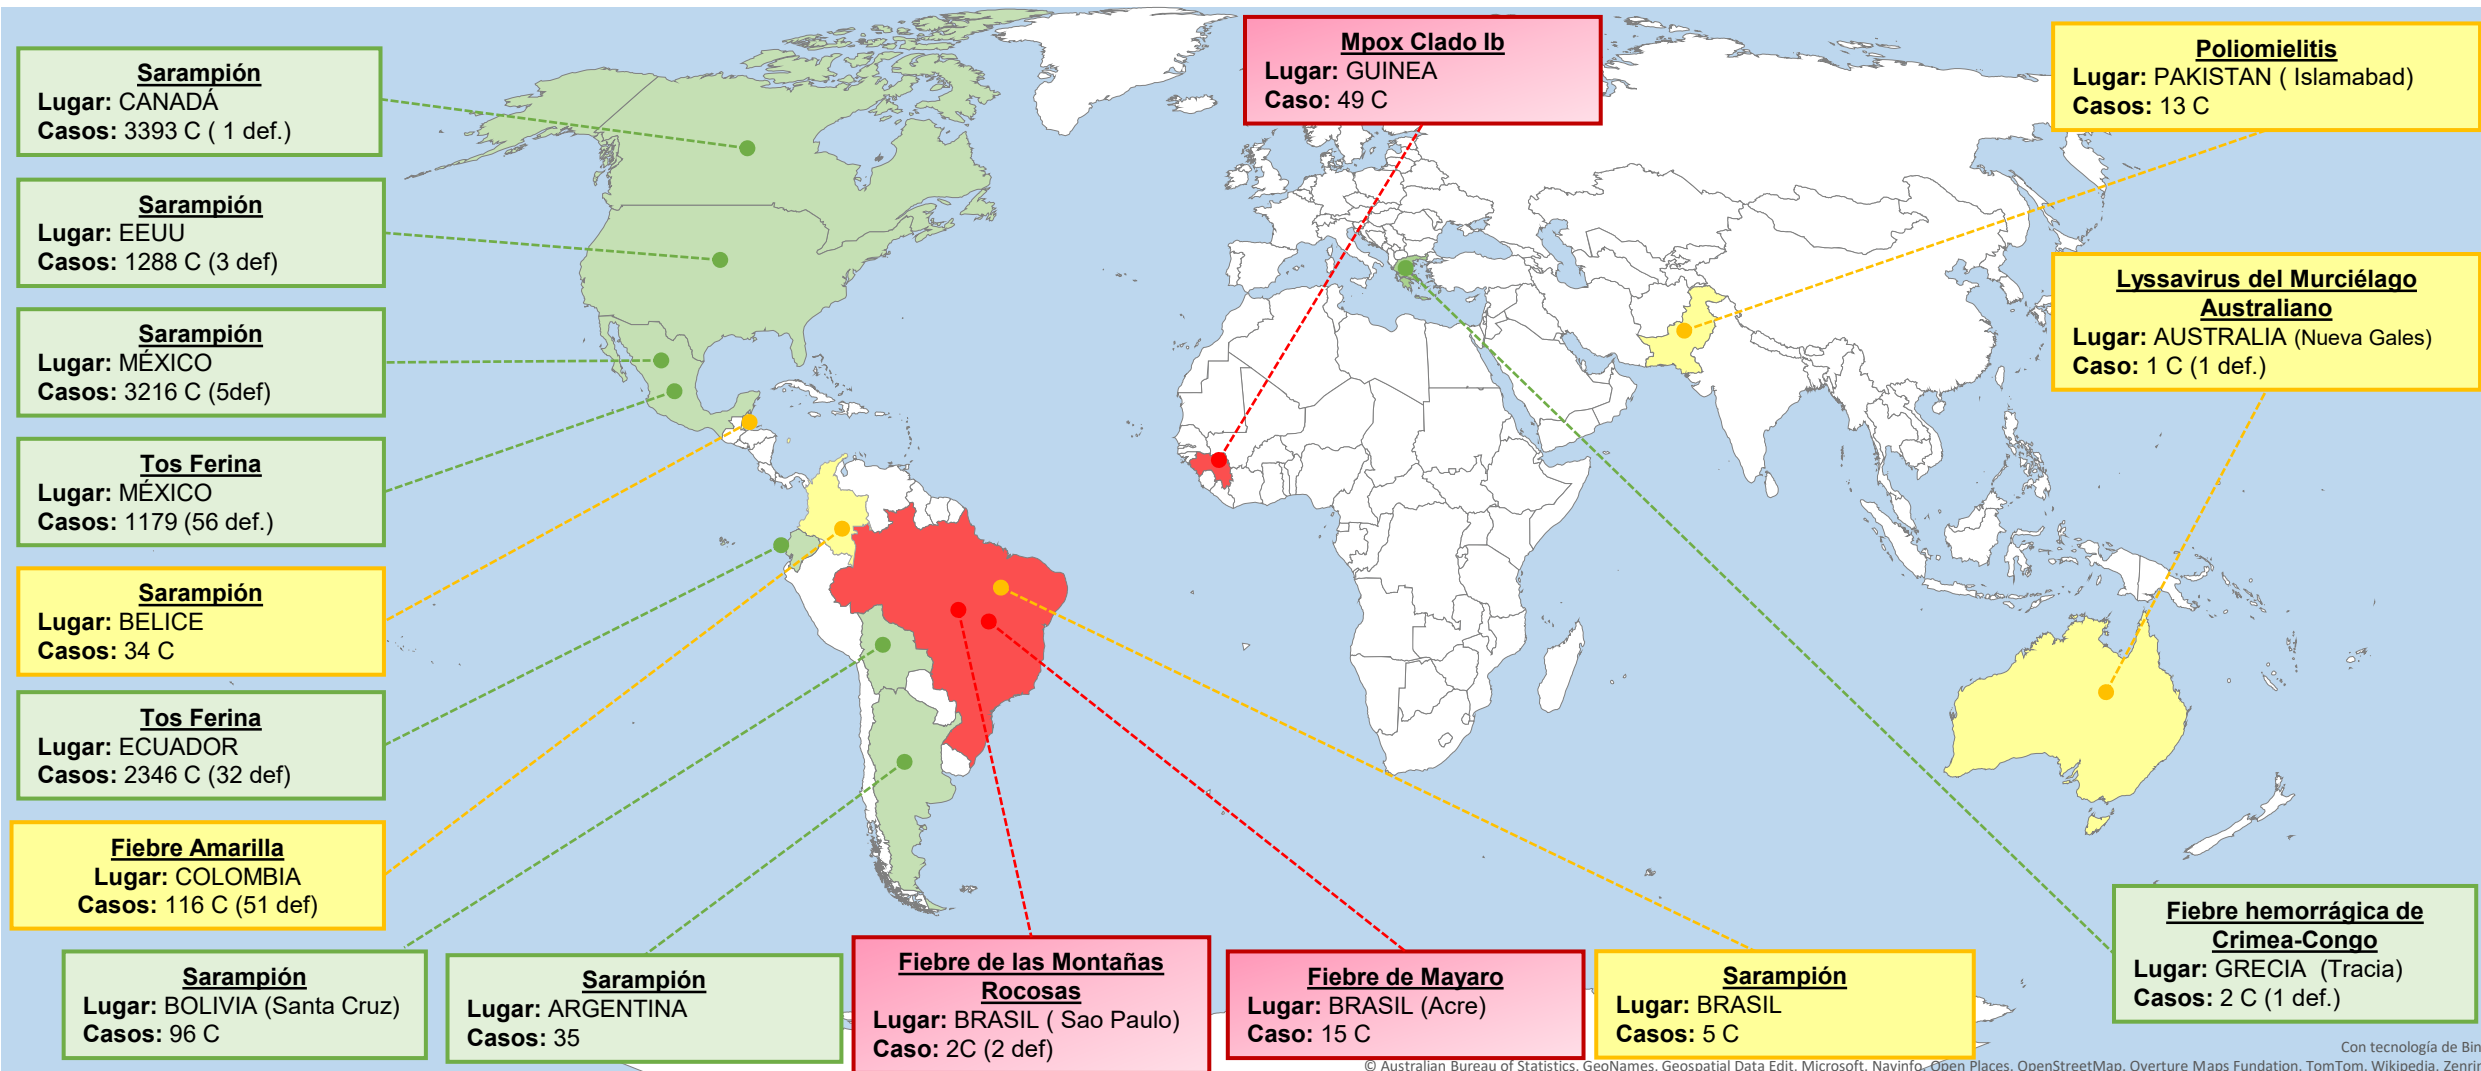 Sarampión
Lugar: CANADÁ
Casos: 3393 C ( 1 def.)
Sarampión
Lugar: EEUU
Casos: 1288 C (3 def)
Sarampión
Lugar: MÉXICO
Casos: 3216 C (5def)
Tos Ferina
Lugar: MÉXICO
Casos: 1179 (56 def.)
Sarampión
Lugar: BELICE
Casos: 34 C
Tos Ferina
Lugar: ECUADOR
Casos: 2346 C (32 def)
Fiebre Amarilla
Lugar: COLOMBIA
Casos: 116 C (51 def)
Sarampión
Lugar: BOLIVIA (Santa Cruz)
Casos: 96 C
Sarampión
Lugar: ARGENTINA
Casos: 35
Fiebre de las Montañas
Rocosas
Lugar: BRASIL ( Sao Paulo)
Caso: 2C (2 def)
Fiebre de Mayaro
Lugar: BRASIL (Acre)
Caso: 15 C
Sarampión
Lugar: BRASIL
Casos: 5 C
Mpox Clado Ib
Lugar: GUINEA
Caso: 49 C
Poliomielitis
Lugar: PAKISTAN ( Islamabad)
Casos: 13 C
Lyssavirus del Murciélago
Australiano
Lugar: AUSTRALIA (Nueva Gales)
Caso: 1 C (1 def.)
Fiebre hemorrágica de
Crimea-Congo
Lugar: GRECIA (Tracia)
Casos: 2 C (1 def.)
Con tecnología de Bin
© Australian Bureau of Statistics, GeoNames, Geospatial Data Edit, Microsoft, Navinfo, Open Places, OpenStreetMap, Overture Maps Fundation, TomTom, Wikipedia, Zenrin